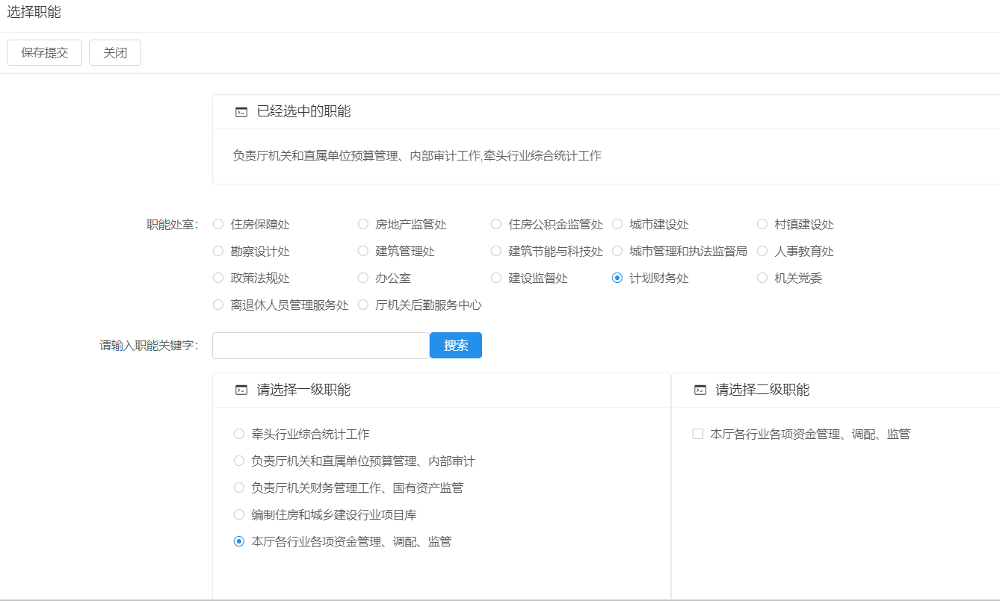 选择职能
保存提交 关闭
已经选中的职能
负责厅机关和直属单位预算管理、内部审计工作,牵头行业综合统计工作
职能处室： 住房保障处 房地产监管处 住房公积金监管处 城市建设处 村镇建设处
勘察设计处 建筑管理处 建筑节能与科技处 城市管理和执法监督局 人事教育处
政策法规处 办公室 建设监督处 计划财务处 机关党委
离退休人员管理服务处 厅机关后勤服务中心
请输入职能关键字： 搜索
请选择一级职能 请选择二级职能
牵头行业综合统计工作 本厅各行业各项资金管理、调配、监管
负责厅机关和直属单位预算管理、内部审计
负责厅机关财务管理工作、国有资产监管
编制住房和城乡建设行业项目库
本厅各行业各项资金管理、调配、监管